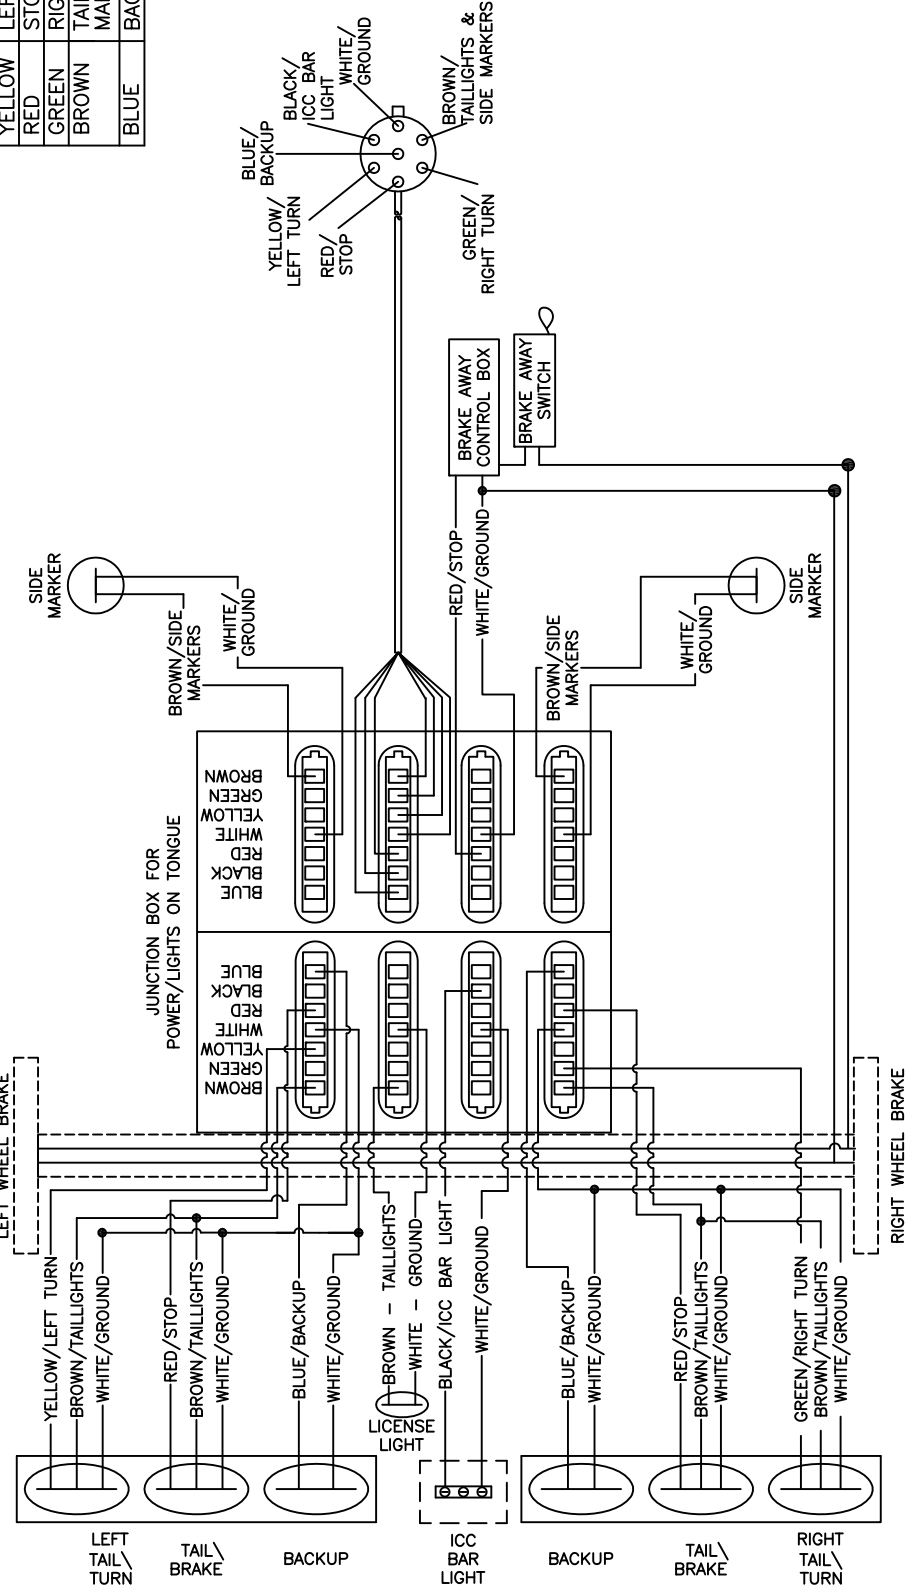 YELLOW
RED
GREEN
BROWN
BLUE
BLUE/
BACKUP
BLACK/
ICC BAR
LIGHT
WHITE/
GROUND
BROWN/
TAILLIGHTS &
SIDE MARKERS
YELLOW/
LEFT TURN
RED/
STOP
GREEN/
RIGHT TURN
BRAKE AWAY
CONTROL BOX
BRAKE AWAY
SWITCH
SIDE
MARKER
BROWN/SIDE
MARKERS
WHITE/
GROUND
RED/STOP
WHITE/GROUND
BROWN/SIDE
MARKERS
WHITE/
GROUND
SIDE
MARKER
JUNCTION BOX FOR
POWER/LIGHTS ON TONGUE
BROWN
GREEN
YELLOW
WHITE
RED
BLACK
BLUE
BLUE
BLACK
RED
WHITE
YELLOW
GREEN
BROWN
LEFT WHEEL BRAKE
RIGHT WHEEL BRAKE
YELLOW/LEFT TURN
BROWN/TAILLIGHTS
WHITE/GROUND
RED/STOP
BROWN/TAILLIGHTS
WHITE/GROUND
BLUE/BACKUP
WHITE/GROUND
BROWN - TAILLIGHTS
WHITE - GROUND
BLACK/ICC BAR LIGHT
WHITE/GROUND
BLUE/BACKUP
WHITE/GROUND
RED/STOP
BROWN/TAILLIGHTS
WHITE/GROUND
GREEN/RIGHT TURN
BROWN/TAILLIGHTS
WHITE/GROUND
LICENSE
LIGHT
LEFT
TAIL\
TURN
TAIL\
BRAKE
BACKUP
ICC
BAR
LIGHT
BACKUP
TAIL\
BRAKE
RIGHT
TAIL\
TURN